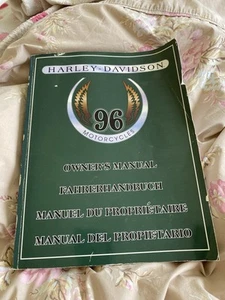 HARLEY-DAVIDSON
96
MOTORCYCLES
OWNER'S MANUAL
FAHRERHANDBUCH
MANUEL DU PROPRIÉTAIRE
MANUAL DEL PROPIETARIO